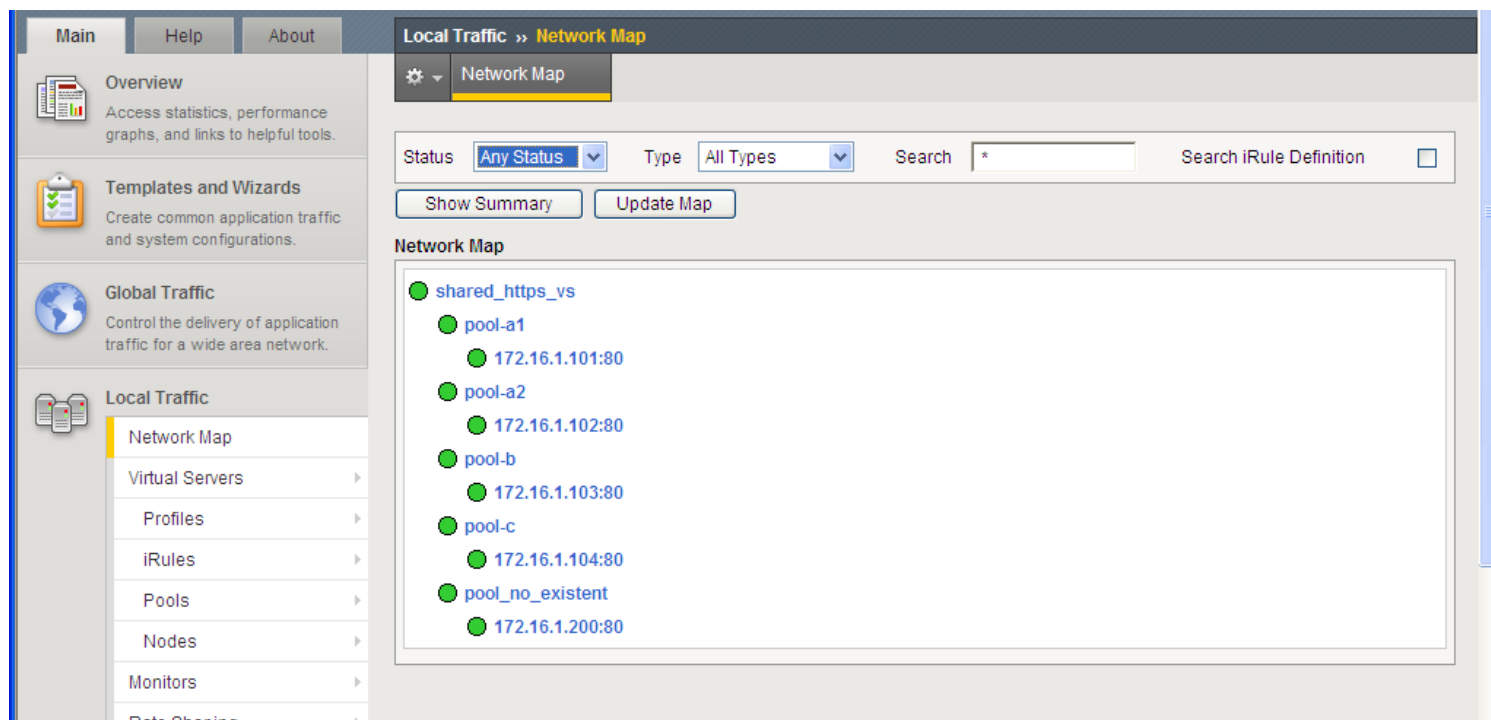 Main Help About
Overview
Access statistics, performance
graphs, and links to helpful tools.
Templates and Wizards
Create common application traffic
and system configurations.
Global Traffic
Control the delivery of application
traffic for a wide area network.
Local Traffic
Network Map
Virtual Servers
Profiles
iRules
Pools
Nodes
Monitors
Rate Shaping
Local Traffic » Network Map
Network Map
Status Any Status Type All Types Search * Search iRule Definition
Show Summary Update Map
Network Map
shared_https_vs
pool-a1
172.16.1.101:80
pool-a2
172.16.1.102:80
pool-b
172.16.1.103:80
pool-c
172.16.1.104:80
pool_no_existent
172.16.1.200:80